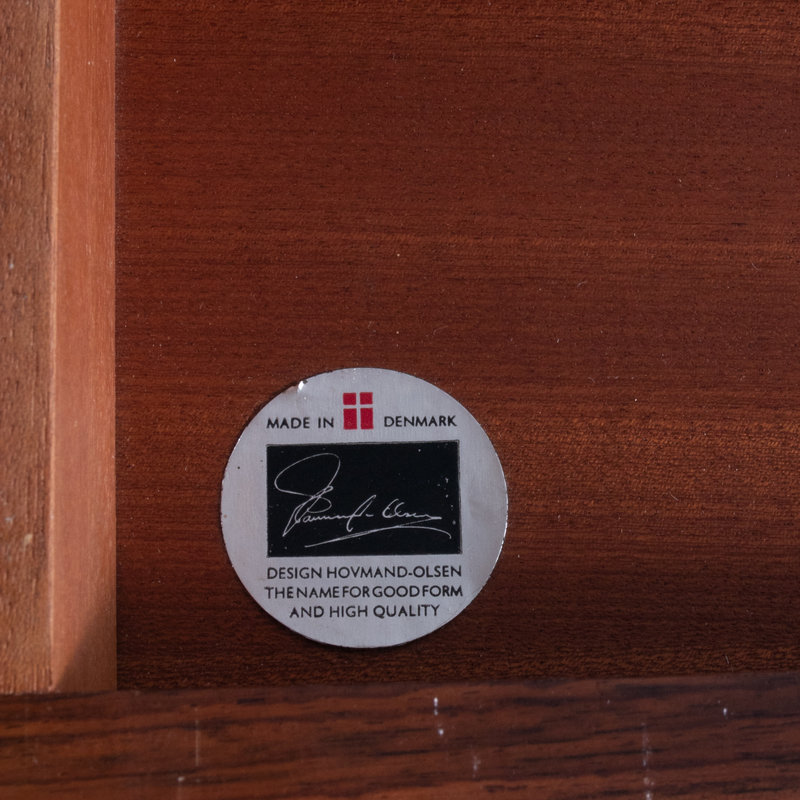 MADE IN DENMARK
DESIGN HOVMAND-OLSEN
THE NAME FOR GOOD FORM
AND HIGH QUALITY